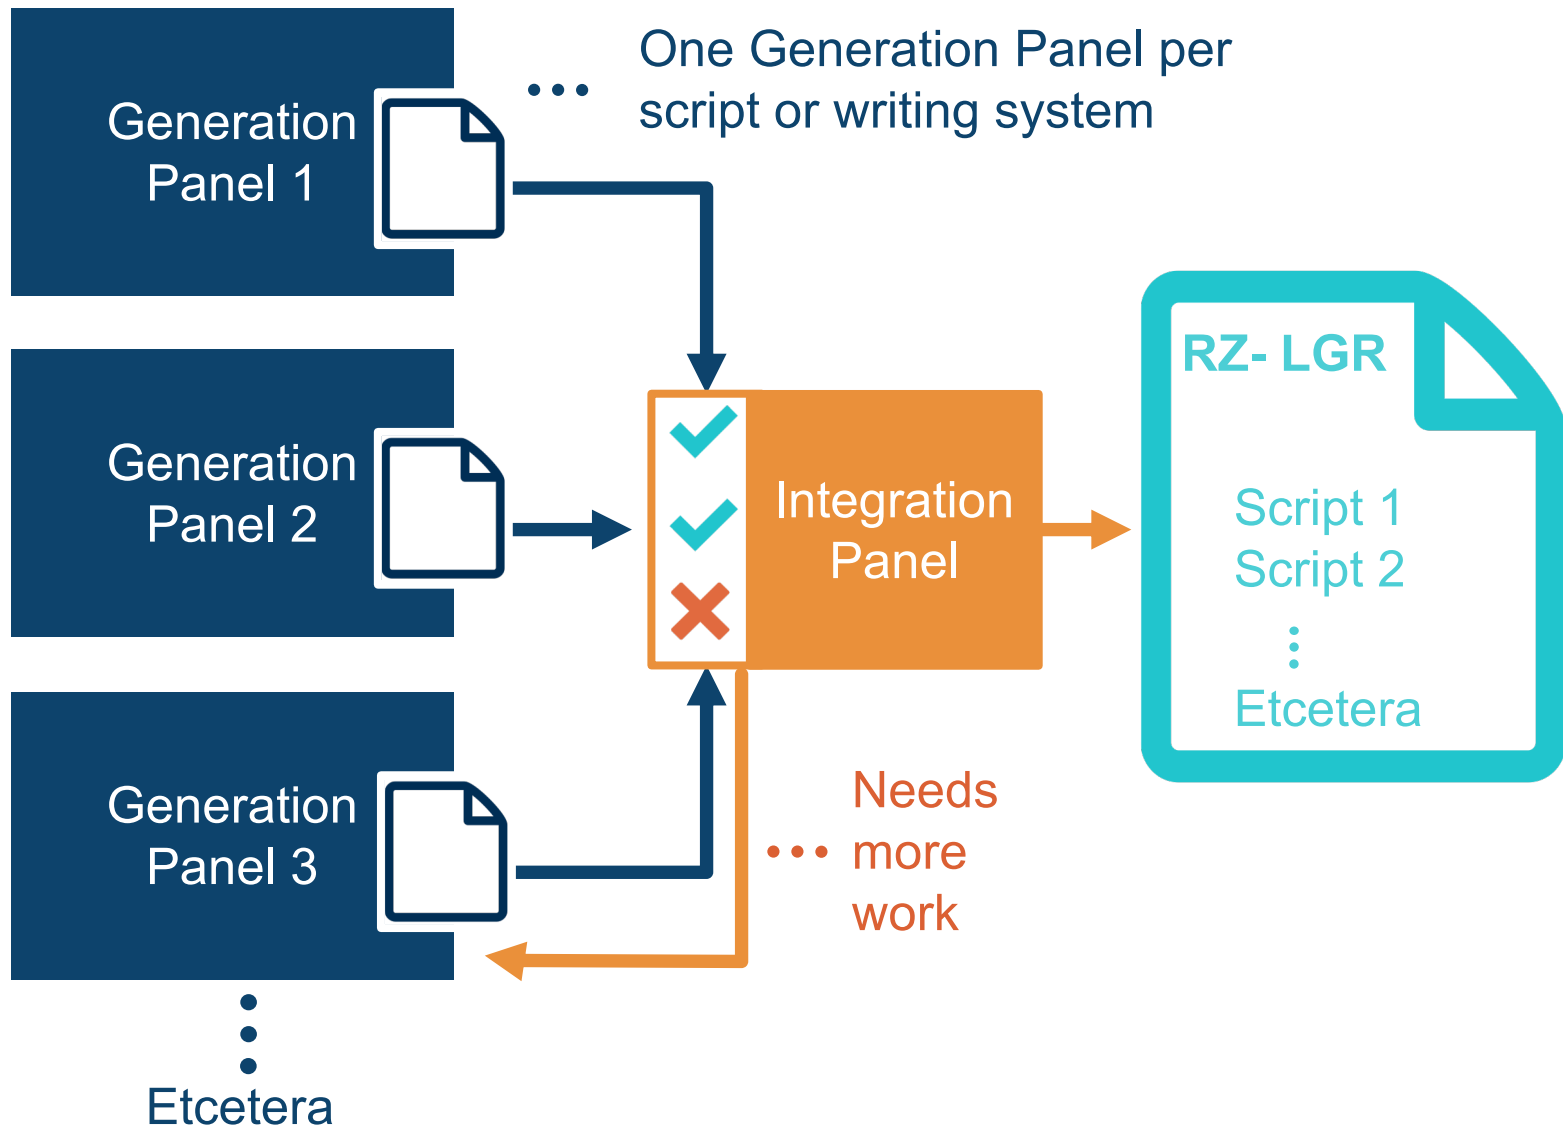 One Generation Panel per
script or writing system
Generation
Panel 1
Generation
Panel 2
Generation
Panel 3
Etcetera
Integration
Panel
Needs
more
work
RZ- LGR
Script 1
Script 2
Etcetera